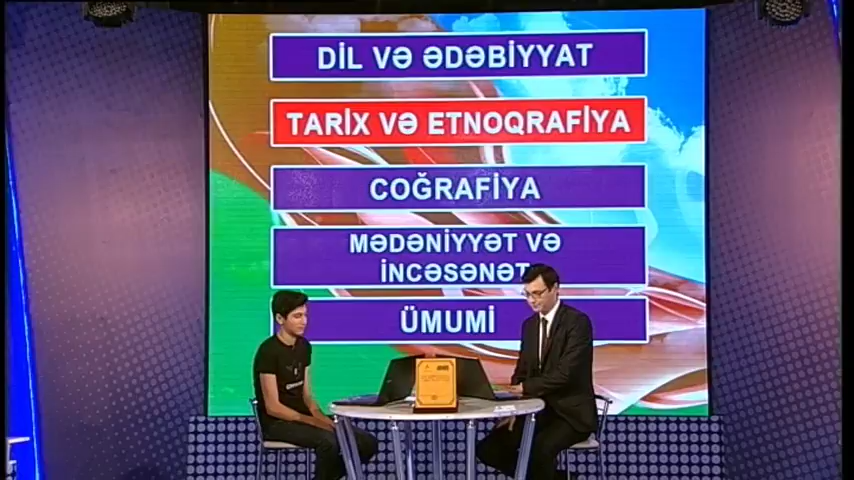 DİL VƏ ƏDƏBİYYAT
TARİX VƏ ETNOQRAFİYA
COĞRAFİYA
MƏDƏNİYYƏT VƏ
İNCƏSƏNƏT
ÜMUMİ